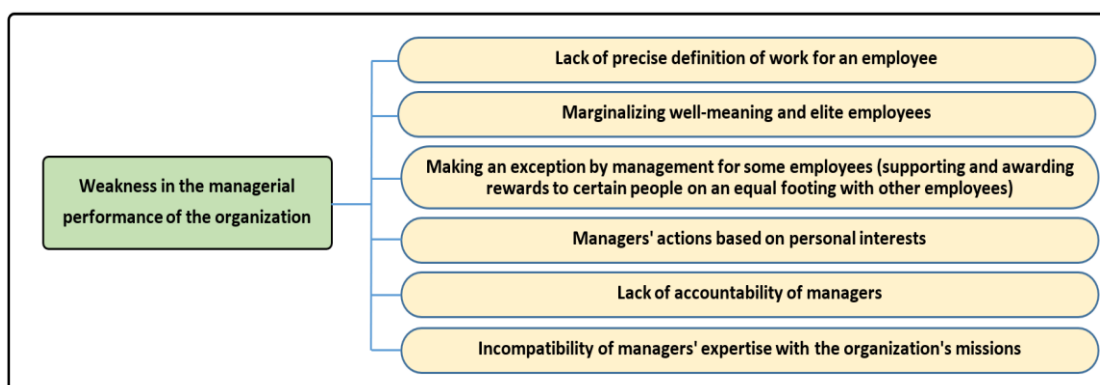 Weakness in the managerial
performance of the organization
Lack of precise definition of work for an employee
Marginalizing well-meaning and elite employees
Making an exception by management for some employees (supporting and awarding
rewards to certain people on an equal footing with other employees)
Managers' actions based on personal interests
Lack of accountability of managers
Incompatibility of managers' expertise with the organization's missions